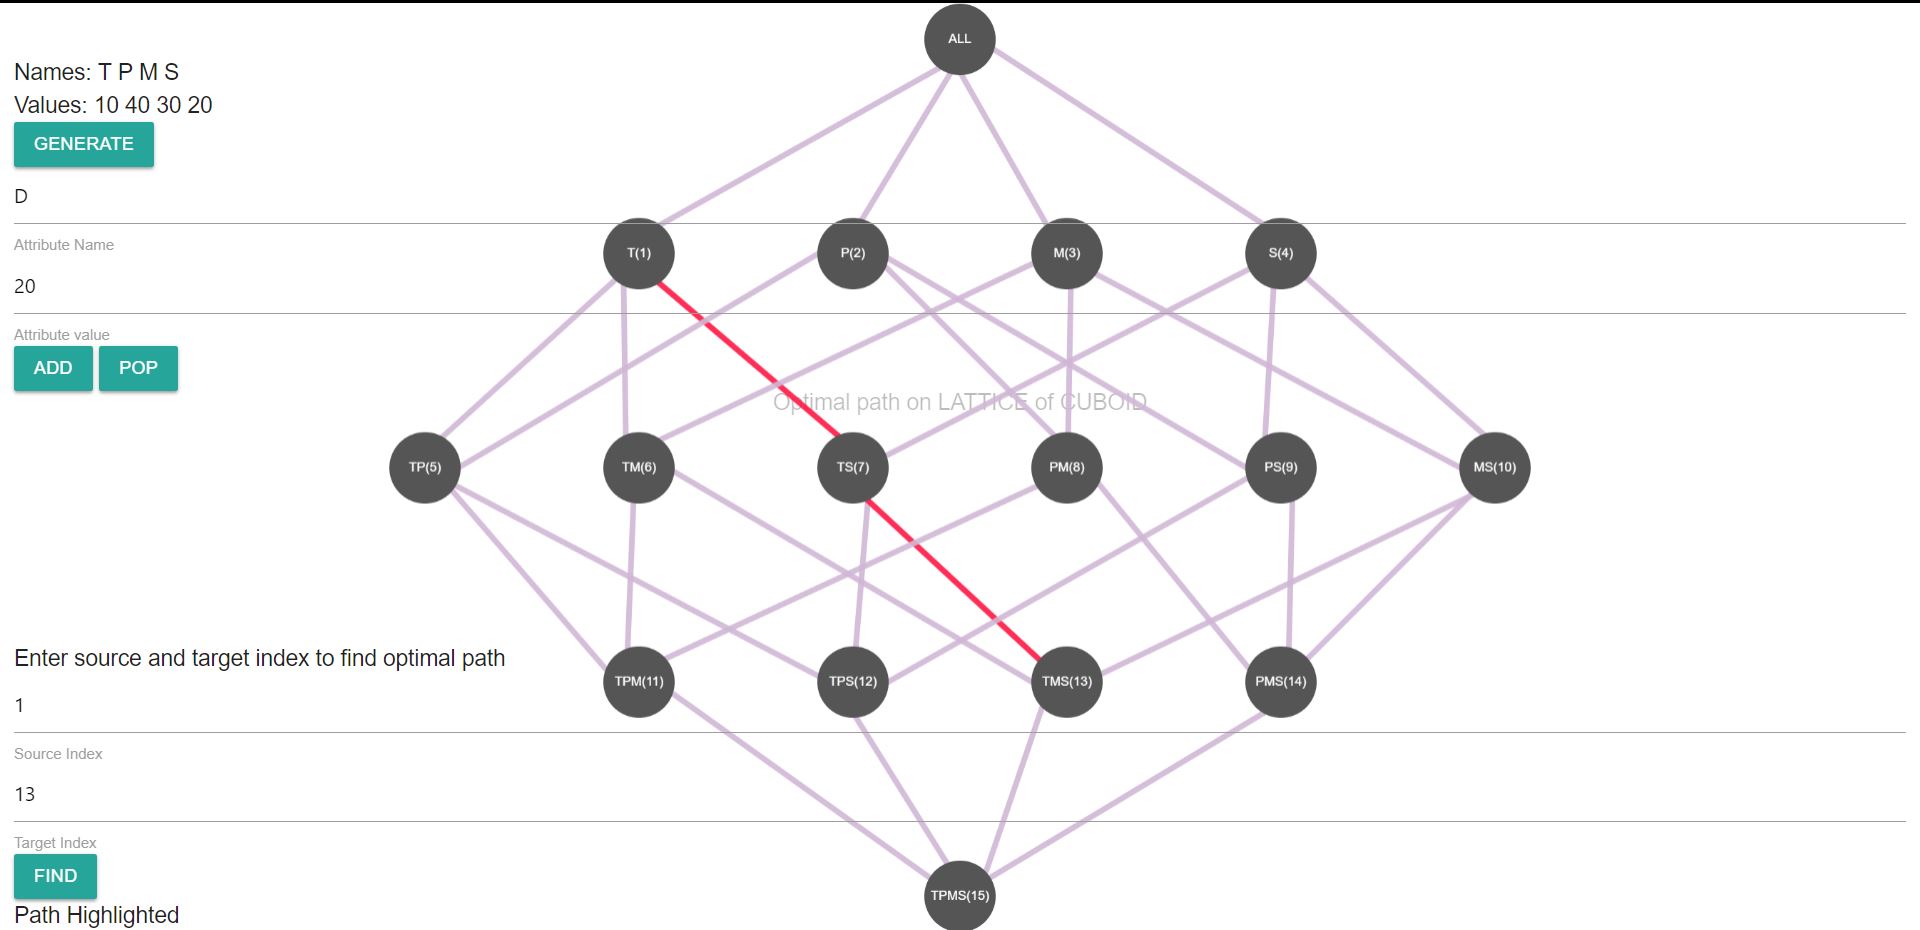 ALL
Names: T P M S
Values: 10 40 30 20
GENERATE
D
Attribute Name
T(1) P(2) M(3) S(4)
20
Attribute value
ADD POP
Optimal path on LATTICE of CUBOID
TP(5) TM(6) TS(7) PM(8) PS(9) MS(10)
Enter source and target index to find optimal path
TPM(11) TPS(12) TMS(13) PMS(14)
1
Source Index
13
Target Index
FIND
TPMS(15)
Path Highlighted